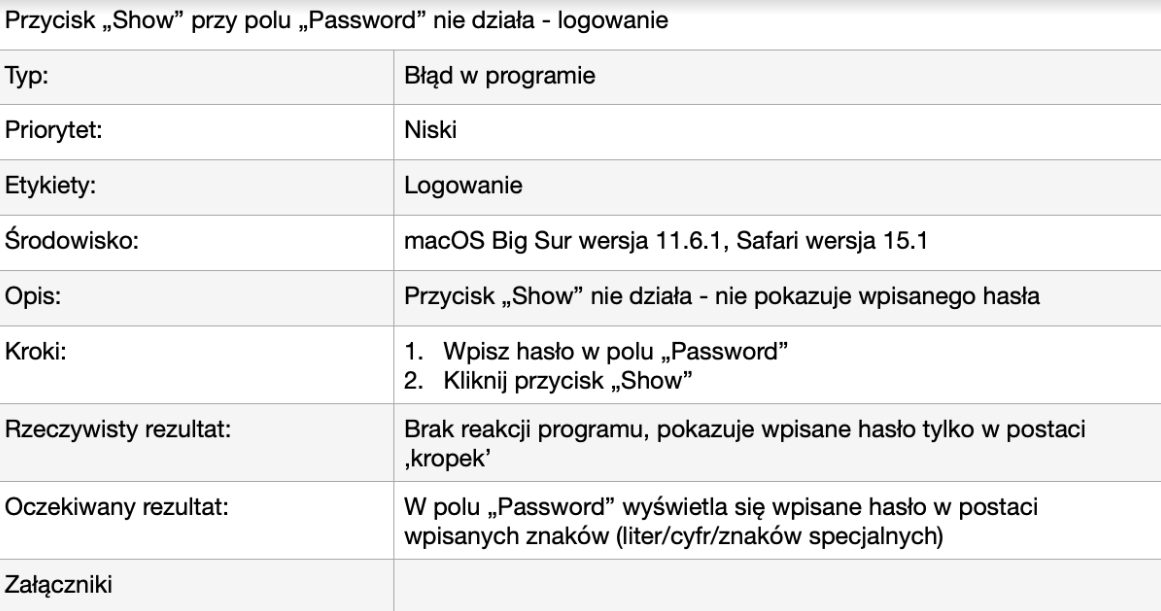 Przycisk „Show” przy polu „Password” nie działa - logowanie
Typ:
Błąd w programie
Priorytet:
Niski
Etykiety:
Logowanie
Środowisko:
macOS Big Sur wersja 11.6.1, Safari wersja 15.1
Opis:
Przycisk „Show” nie działa - nie pokazuje wpisanego hasła
Kroki:
1. Wpisz hasło w polu „Password”
2. Kliknij przycisk „Show”
Rzeczywisty rezultat:
Brak reakcji programu, pokazuje wpisane hasło tylko w postaci
‚kropek’
Oczekiwany rezultat:
W polu „Password” wyświetla się wpisane hasło w postaci
wpisanych znaków (liter/cyfr/znaków specjalnych)
Załączniki